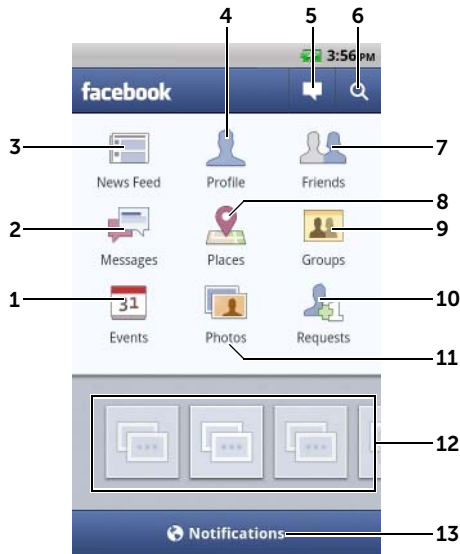 4 5 6
3:56 PM
facebook
3 7
News Feed Profile Friends
8
2 9
Messages Places Groups
31
1 10
Events Photos Requests
11
12
Notifications 13